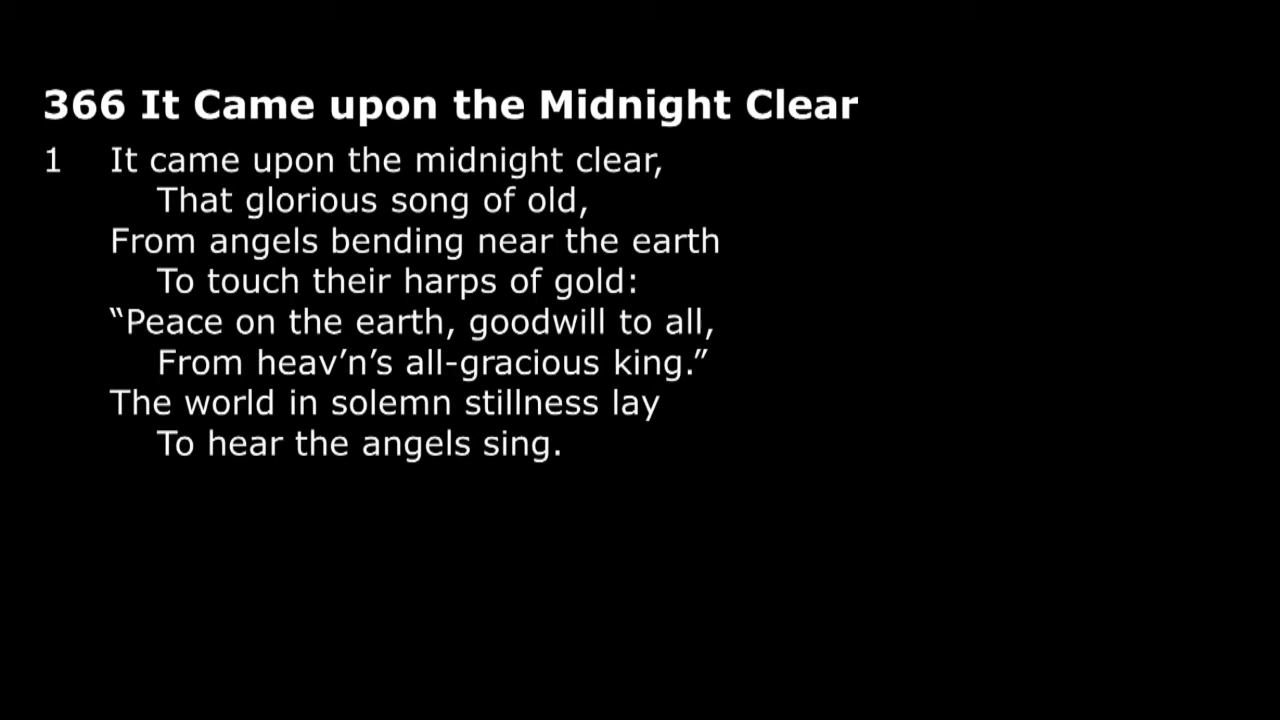 366 It Came upon the Midnight Clear
1 It came upon the midnight clear,
That glorious song of old,
From angels bending near the earth
To touch their harps of gold:
“Peace on the earth, goodwill to all,
From heav’n’s all-gracious king.”
The world in solemn stillness lay
To hear the angels sing.